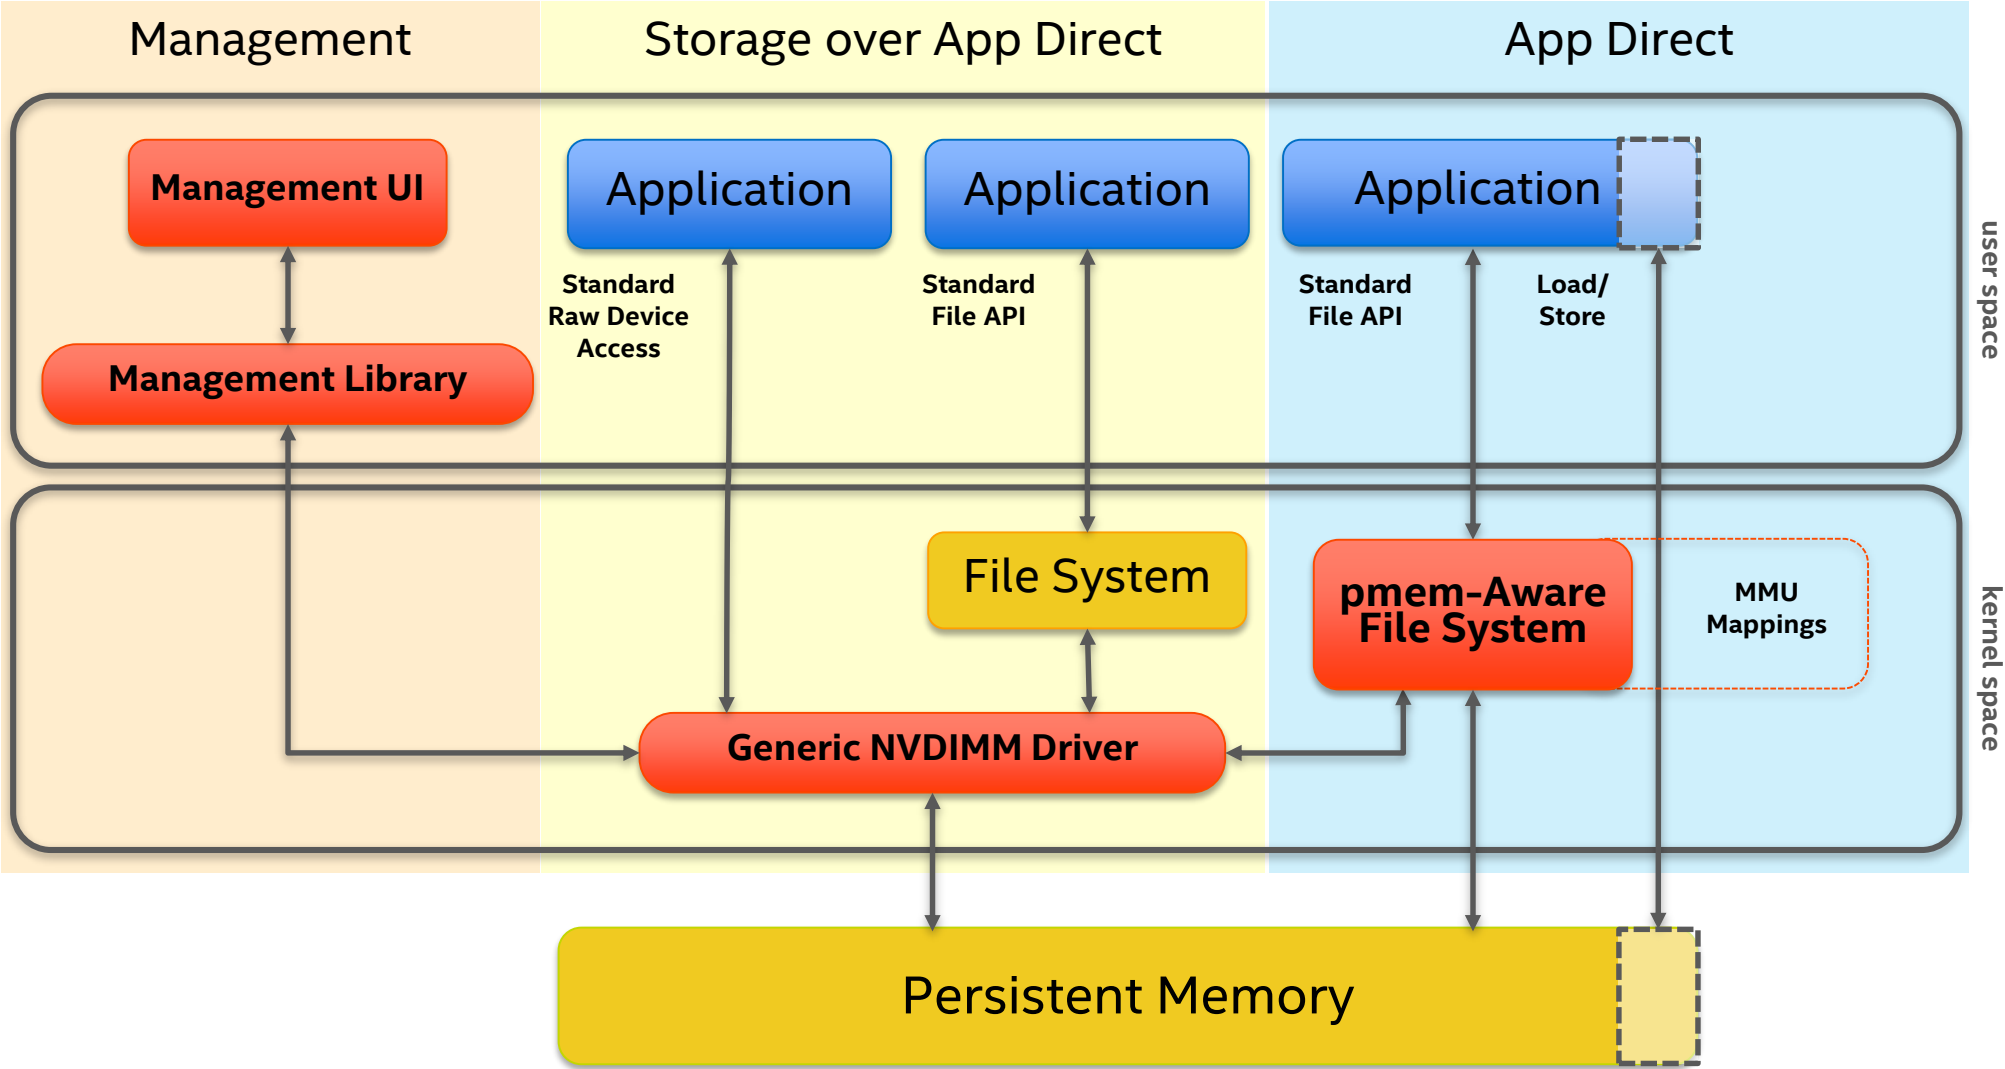 Management
Storage over App Direct
App Direct
Management UI
Application
Application
Application
Standard
Raw Device
Access
Standard
File API
Standard
File API
Load/
Store
user space
Management Library
File System
pmem-Aware
File System
MMU
Mappings
kernel space
Generic NVDIMM Driver
Persistent Memory